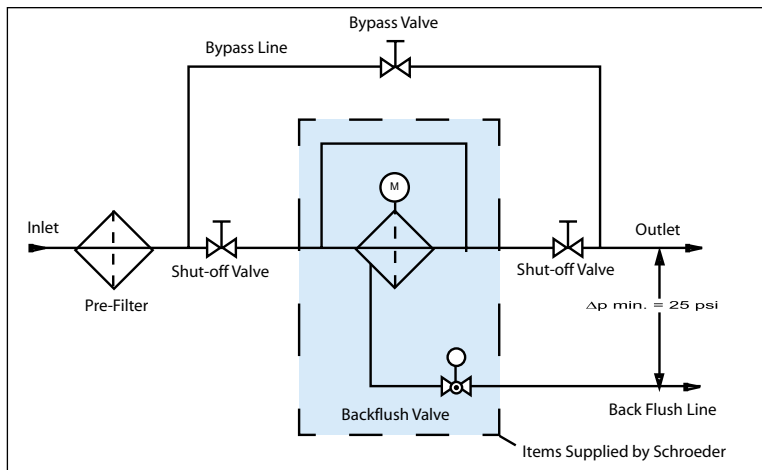 Bypass Valve
Bypass Line
M
Inlet
Outlet
Shut-off Valve
Shut-off Valve
Pre-Filter
Δp min. = 25 psi
Backflush Valve
Back Flush Line
Items Supplied by Schroeder